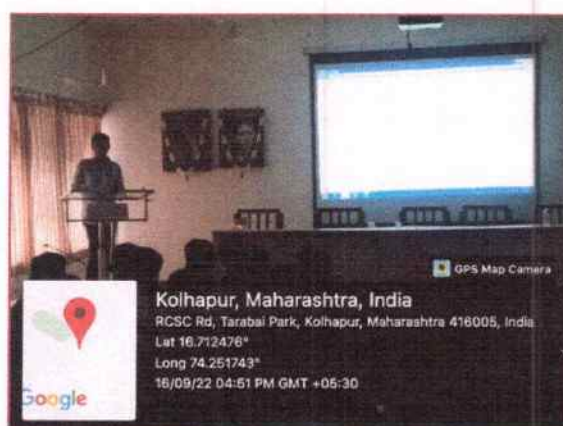 GPS Map Camera
Kolhapur, Maharashtra, India
RCSC Rd, Tarabai Park, Kolhapur, Maharashtra 416005, India
Lat 16.712476°
Long 74.251743°
16/09/22 04:51 PM GMT +05:30
Google